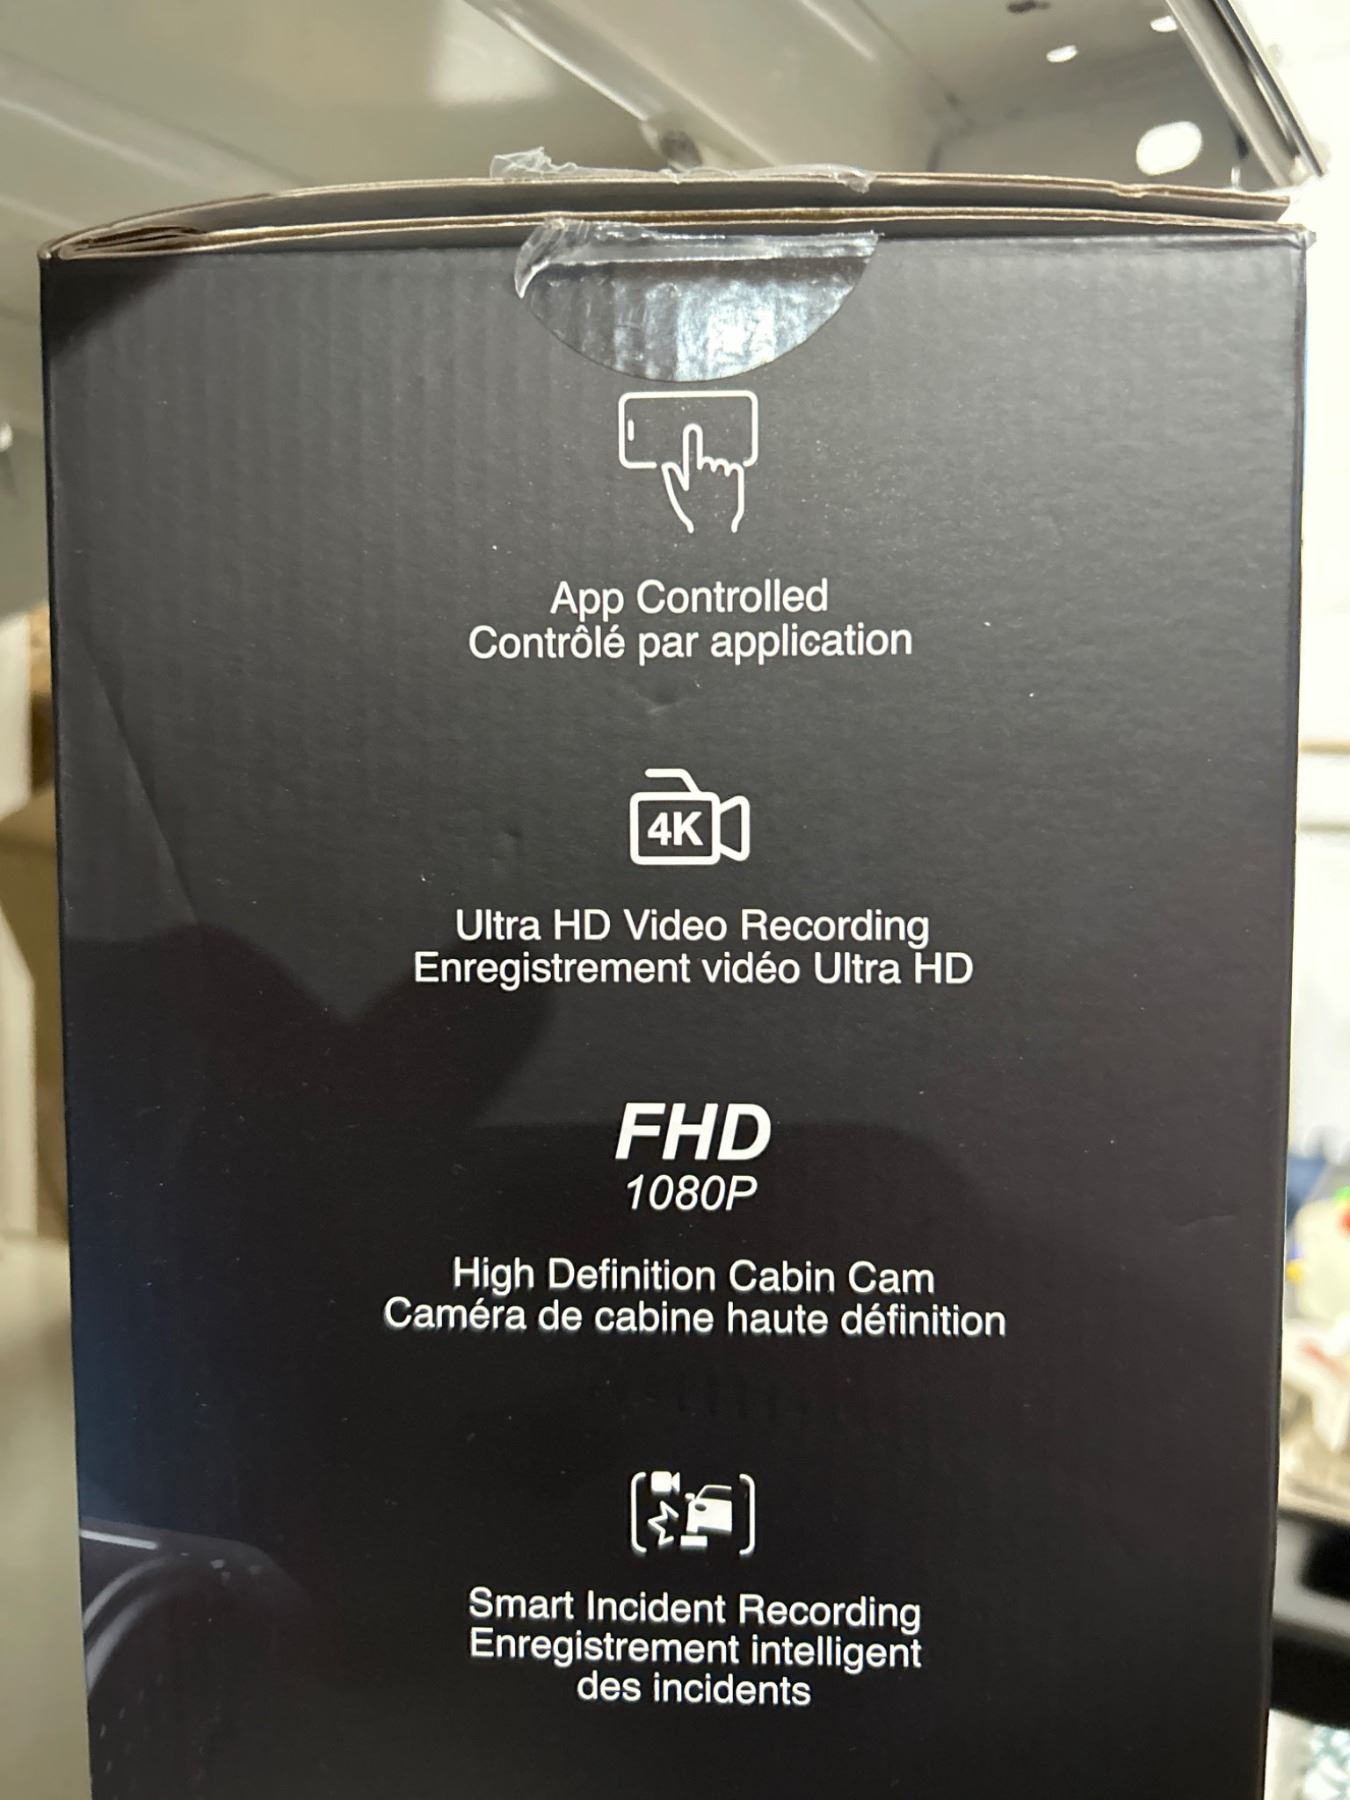 App Controlled
Contrôlé par application
4K
Ultra HD Video Recording
Enregistrement vidéo Ultra HD
FHD
1080P
High Definition Cabin Cam
Caméra de cabine haute définition
Smart Incident Recording
Enregistrement intelligent
des incidents